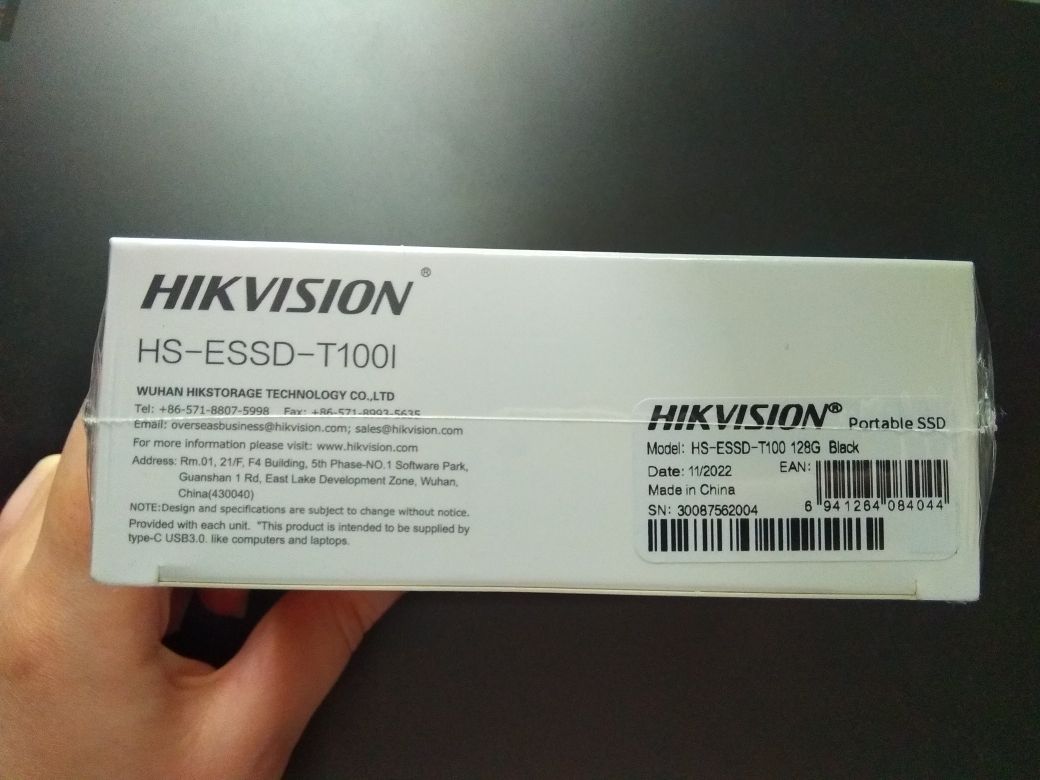 HIKVISION®
HS-ESSD-T100I
WUHAN HIKSTORAGE TECHNOLOGY CO.,LTD
Tel: +86-571-8807-5998 Fax: +86-571-8993-5635
Email: overseasbusiness@hikvision.com; sales@hikvision.com
For more information please visit: www.hikvision.com
Address: Rm.01, 21/F, F4 Building, 5th Phase-NO.1 Software Park,
Guanshan 1 Rd, East Lake Development Zone, Wuhan,
China(430040)
NOTE:Design and specifications are subject to change without notice.
Provided with each unit. "This product is intended to be supplied by
type-C USB3.0. like computers and laptops.
HIKVISION® Portable SSD
Model: HS-ESSD-T100 128G Black
Date: 11/2022 EAN:
Made in China
SN: 30087562004 6 941264 084044